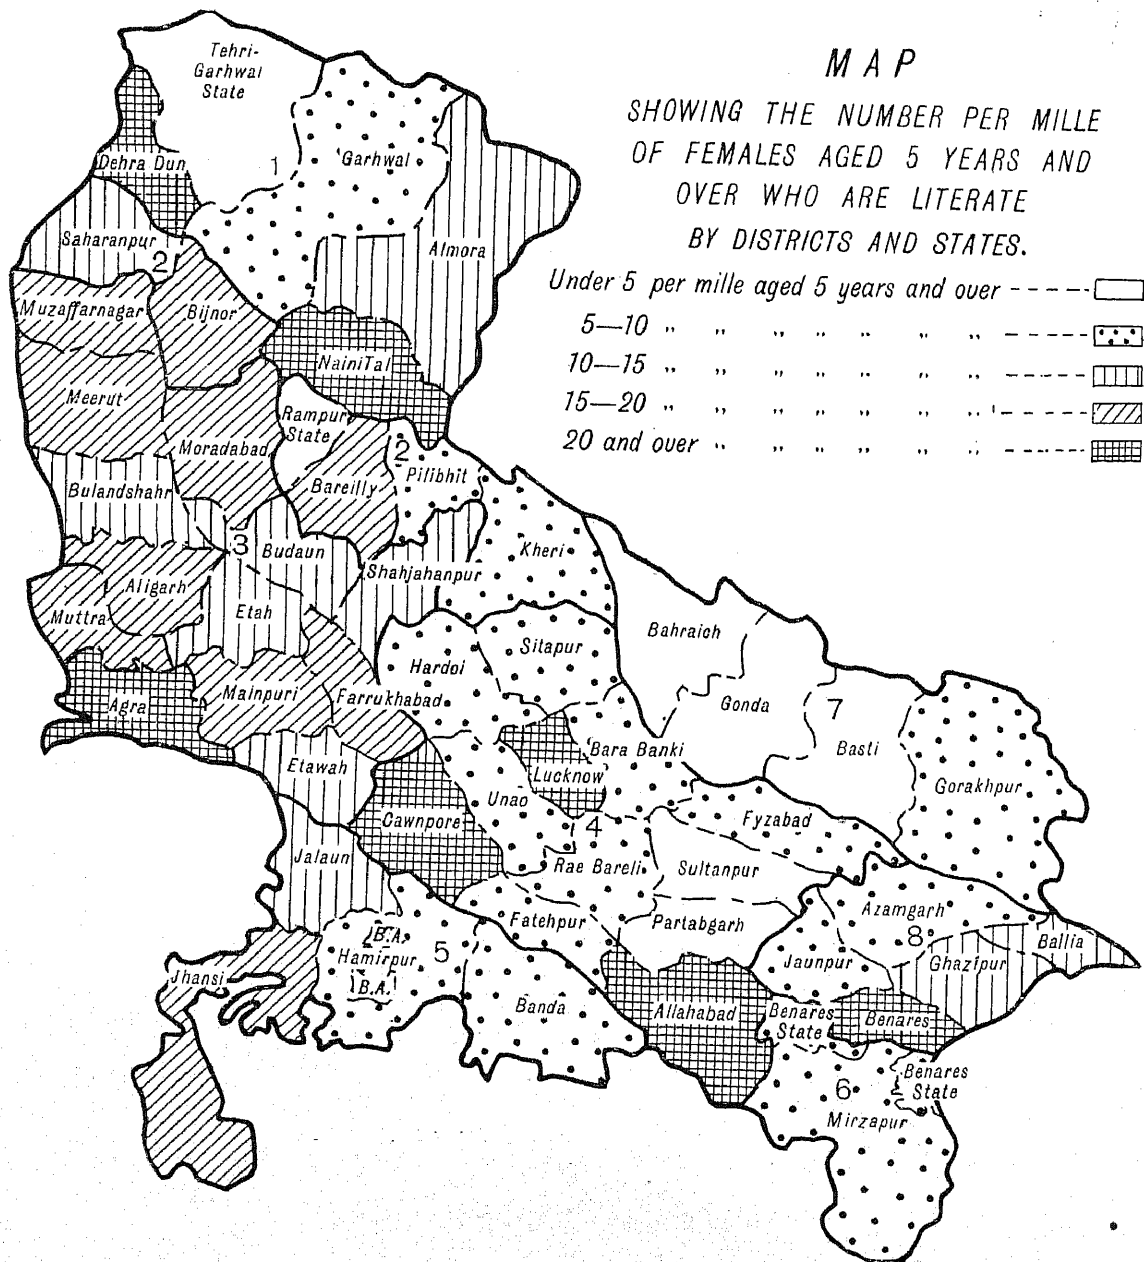 MAP
SHOWING THE NUMBER PER MILLE
OF FEMALES AGED 5 YEARS AND
OVER WHO ARE LITERATE
BY DISTRICTS AND STATES.
Under 5 per mille aged 5 years and over
5—10 „ „ „ „ „ „ „
10—15 „ „ „ „ „ „ „
15—20 „ „ „ „ „ „ „
20 and over „ „ „ „ „ „
Tehri-
Garhwal
State
1
Garhwal
Dehra Dun
Almora
Saharanpur
2
Muzaffarnagar
Bijnor
NainiTal
Meerut
Rampur
State
Moradabad
2
Pilibhit
Bareilly
Bulandshahr
3
Budaun
Kheri
Shahjahanpur
Aligarh
Etah
Muttra
Bahraich
Sitapur
Hardoi
Mainpuri
Farrukhabad
Agra
Gonda
7
Basti
Bara Banki
Lucknow
Etawah
Unao
Gorakhpur
Cawnpore
4
Fyzabad
Jalaun
Rae Bareli
Sultanpur
Fatehpur
Partabgarh
Azamgarh
8
B.A.
Hamirpur
B.A.
5
Ballia
Ghazipur
Jaunpur
Jhansi
Banda
Allahabad
Benares
State
Benares
6
Benares
State
Mirzapur